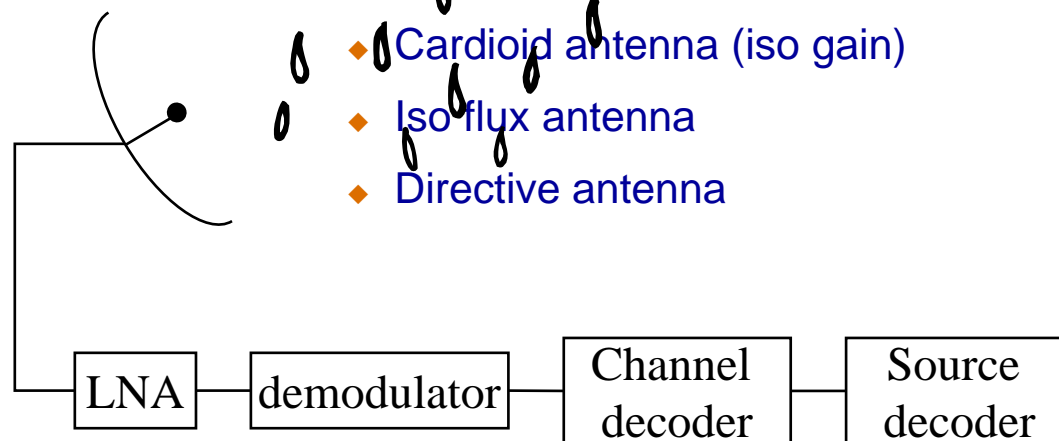 Cardioid antenna (iso gain)
Iso flux antenna
Directive antenna
LNA
demodulator
Channel
decoder
Source
decoder